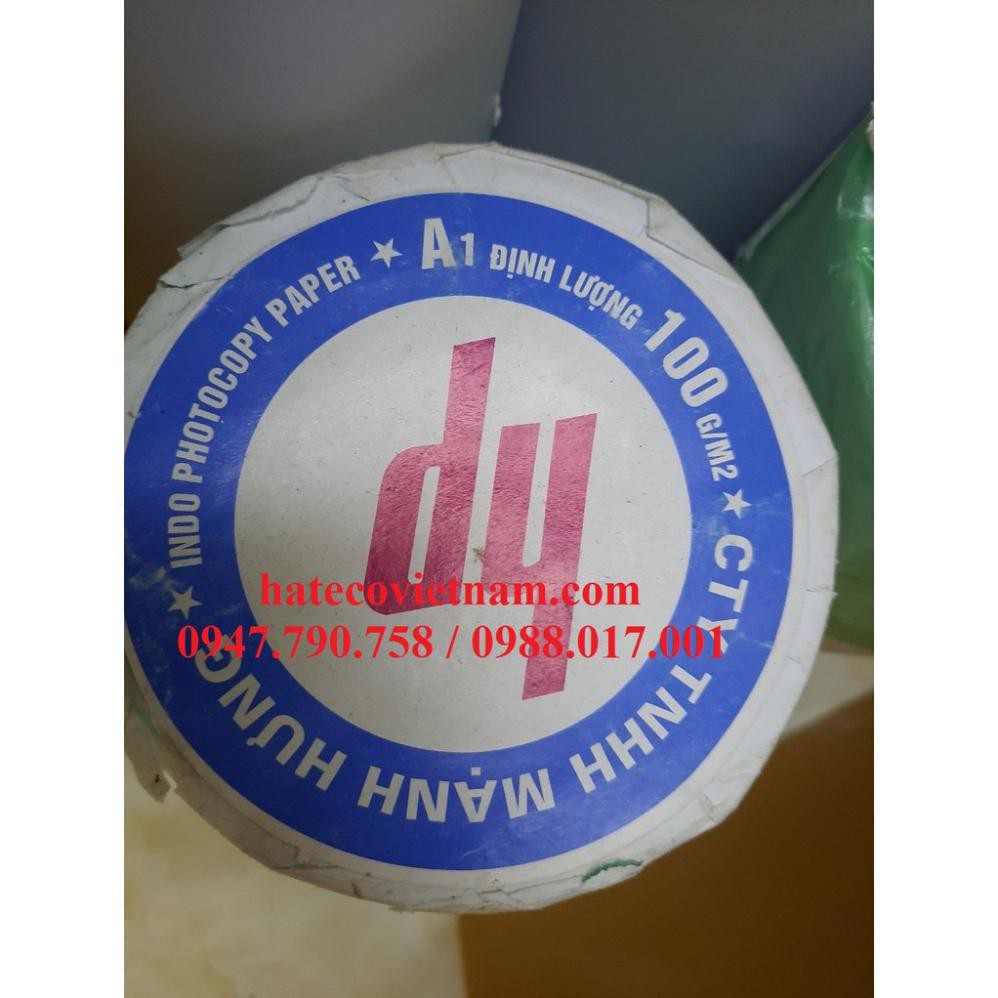 INDO PHOTOCOPY PAPER ★ A1 ĐỊNH LƯỢNG 100 G/M2 ★ CTY TNHH MẠNH HƯNG ★
dy
hatecovietnam.com
0947.790.758 / 0988.017.001